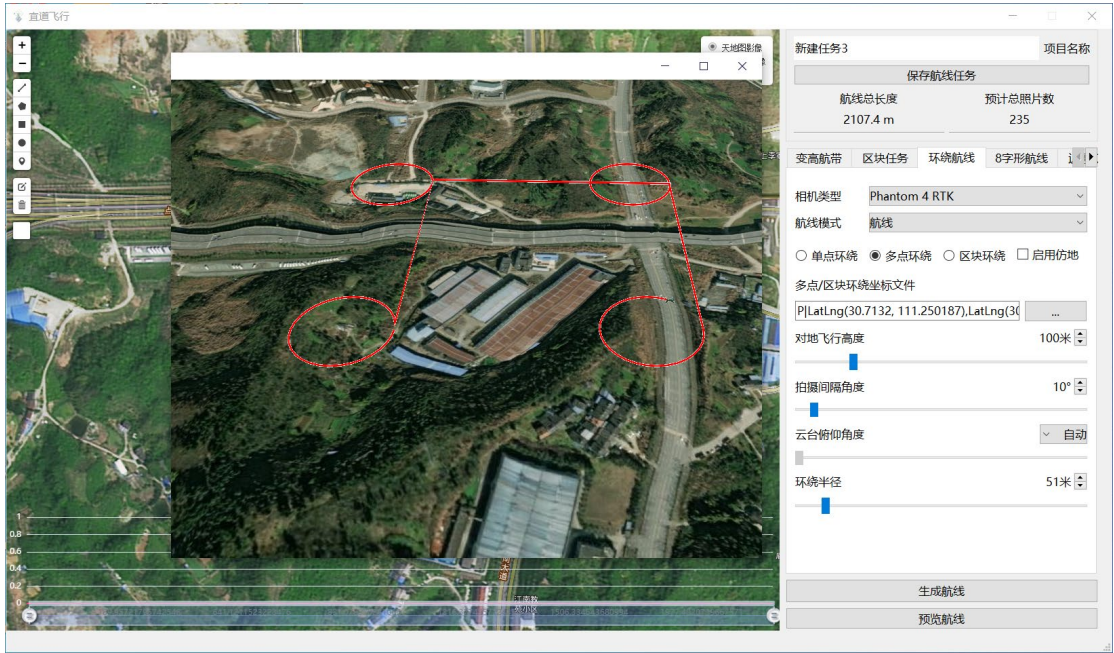 直道飞行
天地图影像
新建任务3 项目名称
保存航线任务
航线总长度 预计总照片数
2107.4 m 235
变高航带 区块任务 环绕航线 8字形航线
相机类型 Phantom 4 RTK
航线模式 航线
单点环绕 多点环绕 区块环绕 启用仿地
多点/区块环绕坐标文件
P|LatLng(30.7132, 111.250187),LatLng(30 ...
对地飞行高度 100米
拍摄间隔角度 10°
云台俯仰角度 自动
环绕半径 51米
生成航线
预览航线
1
0.8
0.6
0.4
0.2
0